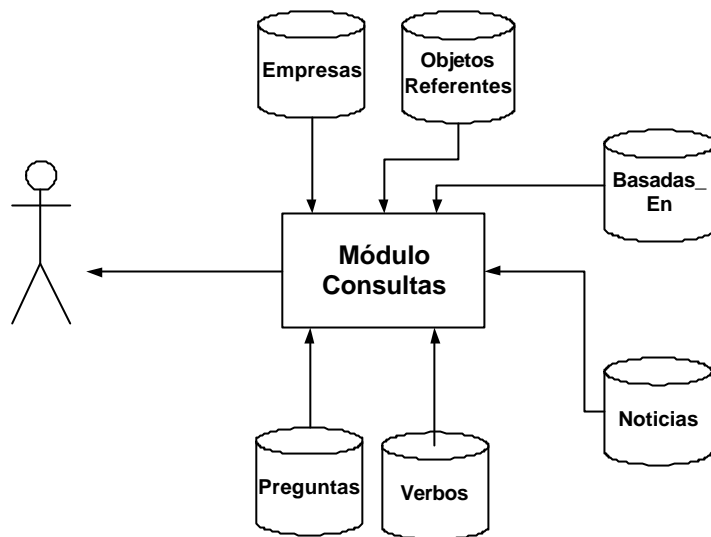 Empresas
Objetos
Referentes
Basadas_
En
Módulo
Consultas
Noticias
Preguntas
Verbos